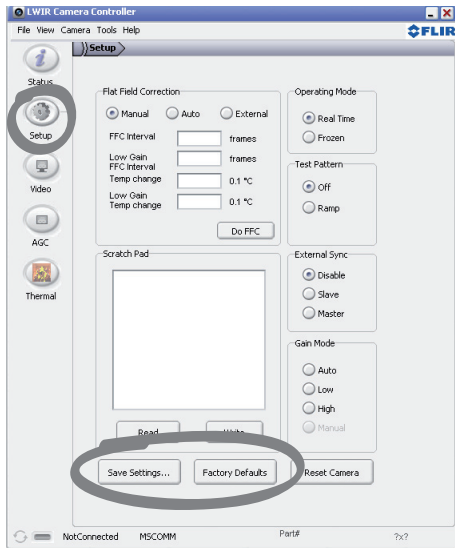 LWIR Camera Controller
File View Camera Tools Help
FLIR
Setup
Status
Setup
Video
AGC
Thermal
Flat Field Correction
Manual Auto External
FFC Interval frames
Low Gain
FFC Interval
frames
Temp change 0.1 °C
Low Gain
Temp change
0.1 °C
Do FFC
Scratch Pad
Read Write
Operating Mode
Real Time
Frozen
Test Pattern
Off
Ramp
External Sync
Disable
Slave
Master
Gain Mode
Auto
Low
High
Manual
Save Settings... Factory Defaults Reset Camera
NotConnected MSCOMM Part# ?x?